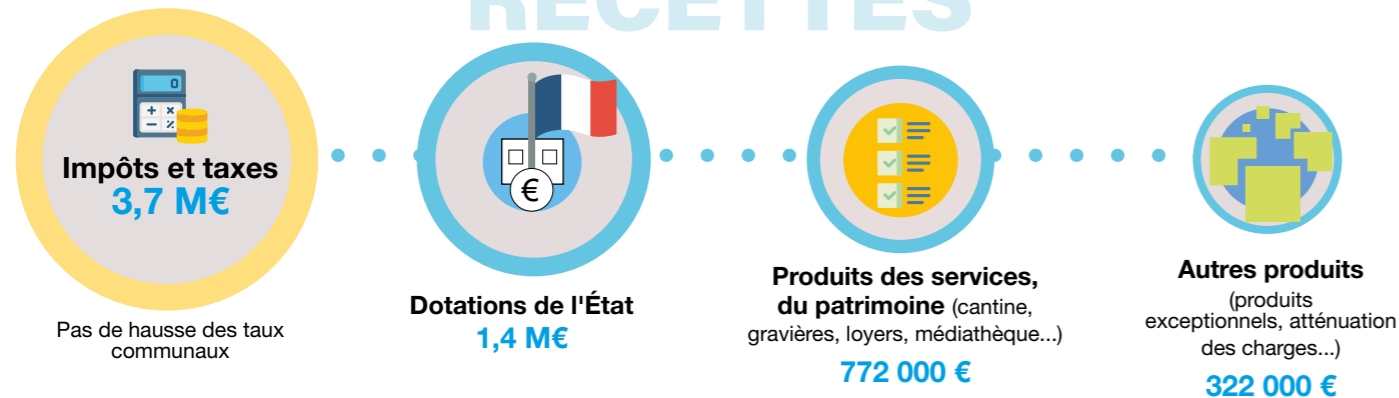 RECETTES
0
+ ×
− %
Impôts et taxes
3,7 M€
Pas de hausse des taux
communaux
€
Dotations de l'État
1,4 M€
Produits des services,
du patrimoine (cantine,
gravières, loyers, médiathèque...)
772 000 €
Autres produits
(produits
exceptionnels, atténuation
des charges...)
322 000 €